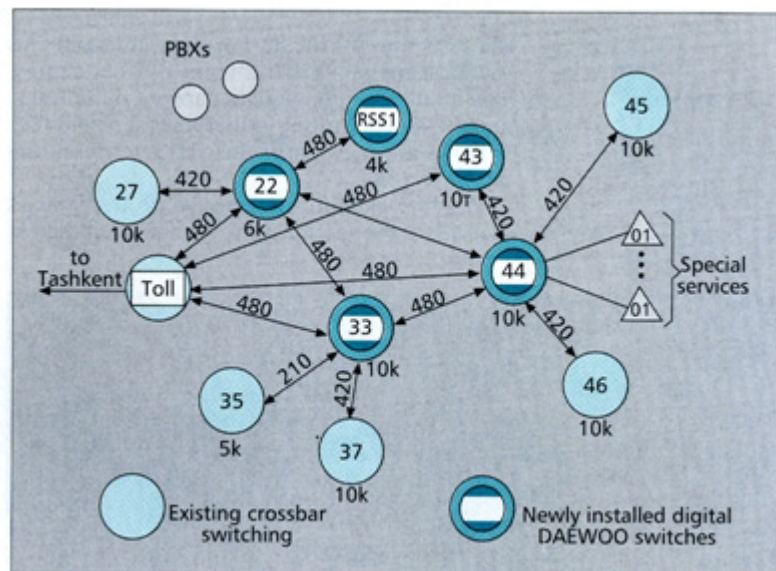 PBXs
RSS1
4k
480
45
10k
43
10т
27
10k
420
22
6k
480
480
420
420
480
to
Tashkent
Toll
480
480
44
10k
01
01
Special
services
480
33
10k
480
420
210
420
35
5k
37
10k
46
10k
Existing crossbar
switching
Newly installed digital
DAEWOO switches